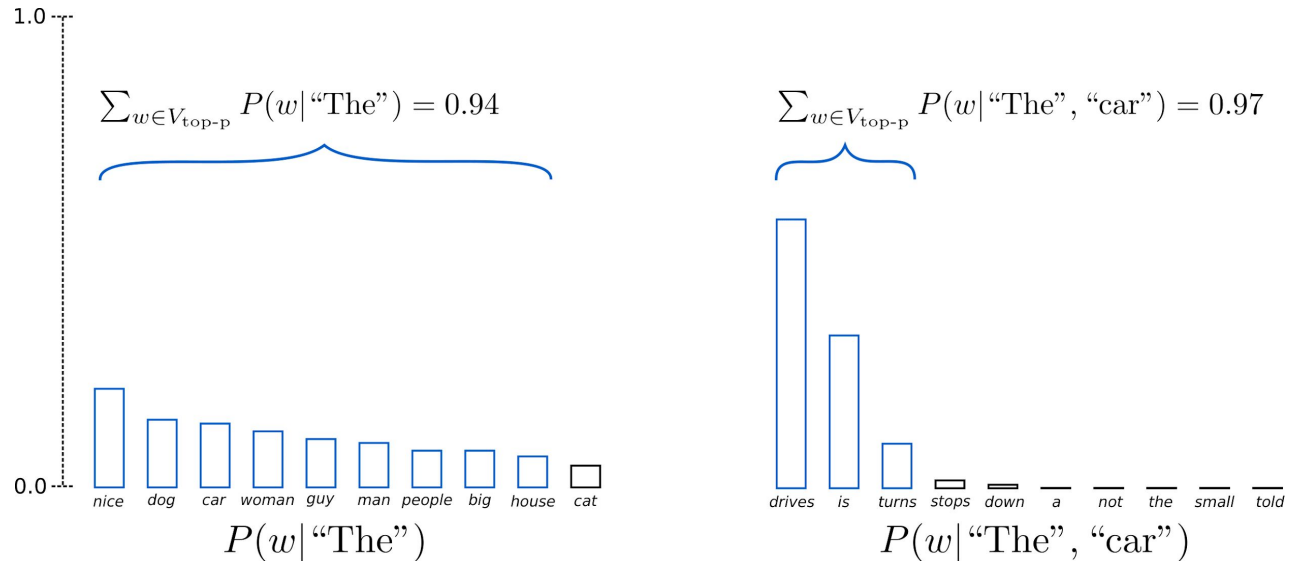 1.0
∑w∈Vtop-p P(w|“The”) = 0.94
∑w∈Vtop-p P(w|“The”, “car”) = 0.97
0.0
nice dog car woman guy man people big house cat
drives is turns stops down a not the small told
P(w|“The”)
P(w|“The”, “car”)